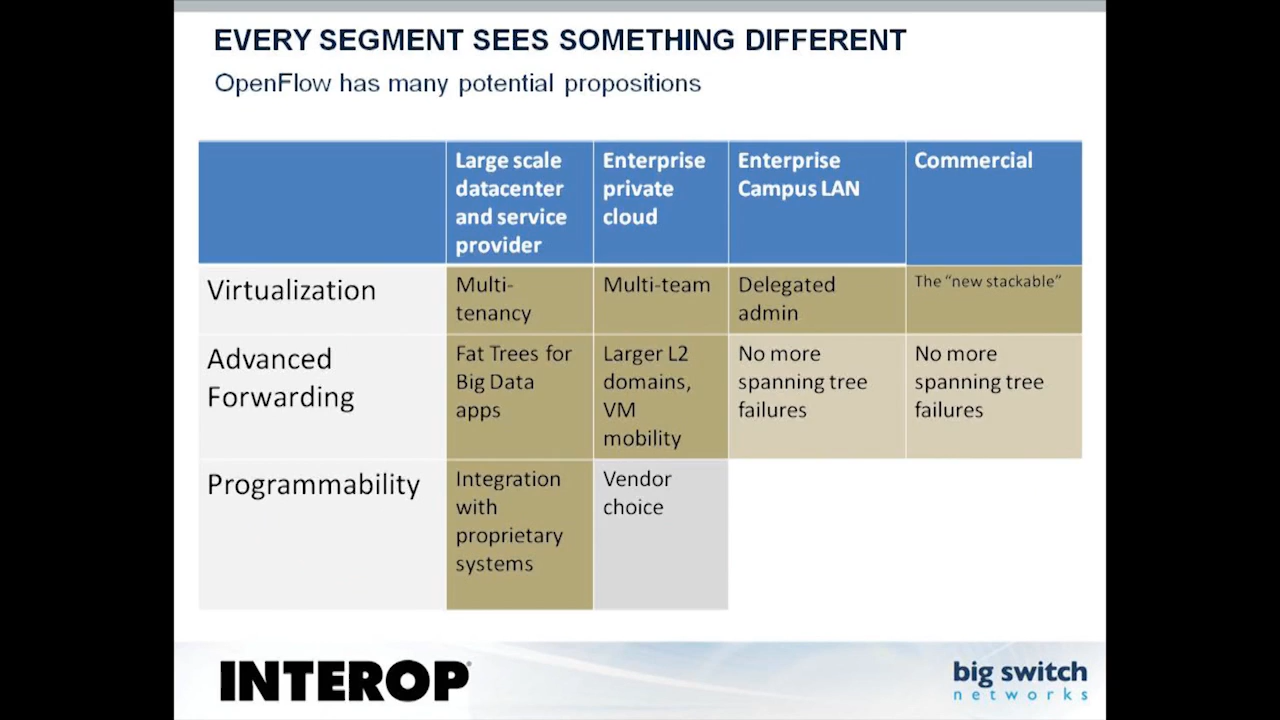 EVERY SEGMENT SEES SOMETHING DIFFERENT
OpenFlow has many potential propositions
Large scale
datacenter
and service
provider
Enterprise
private
cloud
Enterprise
Campus LAN
Commercial
Virtualization
Multi-
tenancy
Multi-team
Delegated
admin
The “new stackable”
Advanced
Forwarding
Fat Trees for
Big Data
apps
Larger L2
domains,
VM
mobility
No more
spanning tree
failures
No more
spanning tree
failures
Programmability
Integration
with
proprietary
systems
Vendor
choice
INTEROP®
big switch
networks